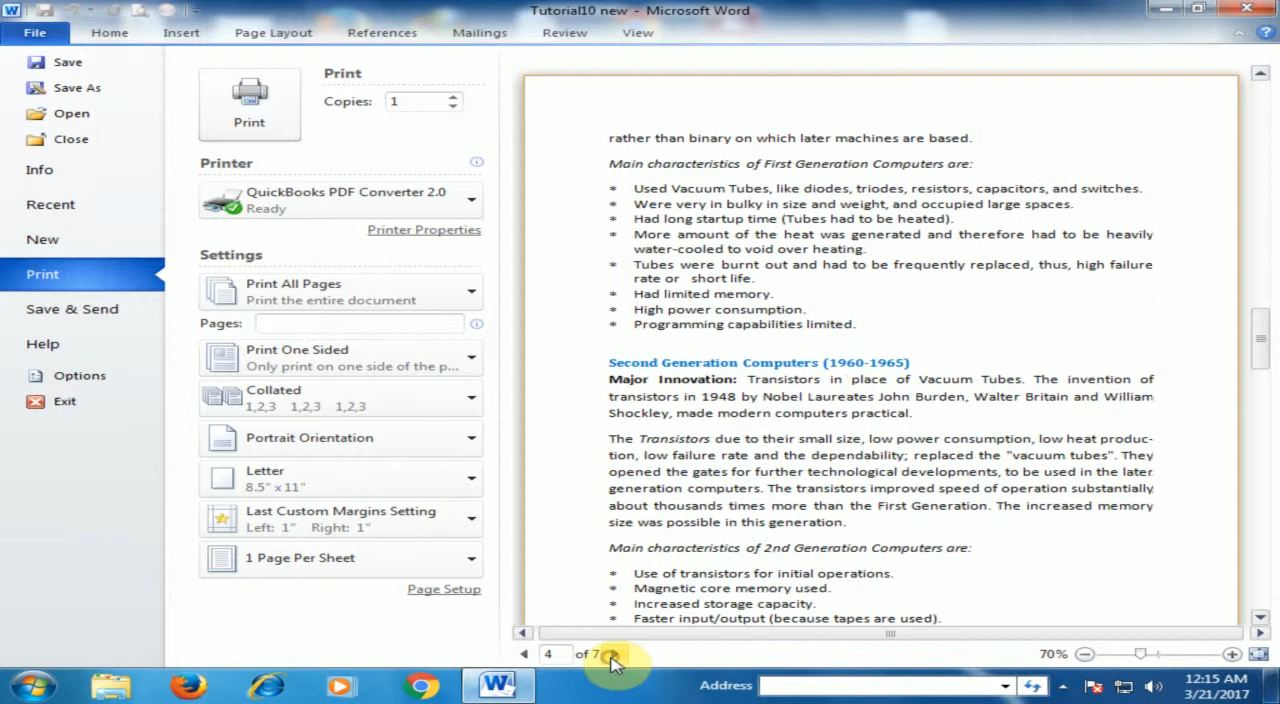 Tutorial10 new - Microsoft Word
File Home Insert Page Layout References Mailings Review View
Save
Save As
Open
Close
Info
Recent
New
Print
Save & Send
Help
Options
Exit
Print
Print
Copies: 1
Printer
QuickBooks PDF Converter 2.0
Ready
Printer Properties
Settings
Print All Pages
Print the entire document
Pages:
Print One Sided
Only print on one side of the p...
Collated
1,2,3 1,2,3 1,2,3
Portrait Orientation
Letter
8.5" x 11"
Last Custom Margins Setting
Left: 1" Right: 1"
1 Page Per Sheet
Page Setup
rather than binary on which later machines are based.
Main characteristics of First Generation Computers are:
* Used Vacuum Tubes, like diodes, triodes, resistors, capacitors, and switches.
* Were very in bulky in size and weight, and occupied large spaces.
* Had long startup time (Tubes had to be heated).
* More amount of the heat was generated and therefore had to be heavily
water-cooled to void over heating.
* Tubes were burnt out and had to be frequently replaced, thus, high failure
rate or short life.
* Had limited memory.
* High power consumption.
* Programming capabilities limited.
Second Generation Computers (1960-1965)
Major Innovation: Transistors in place of Vacuum Tubes. The invention of
transistors in 1948 by Nobel Laureates John Burden, Walter Britain and William
Shockley, made modern computers practical.
The Transistors due to their small size, low power consumption, low heat produc-
tion, low failure rate and the dependability; replaced the "vacuum tubes". They
opened the gates for further technological developments, to be used in the later
generation computers. The transistors improved speed of operation substantially
about thousands times more than the First Generation. The increased memory
size was possible in this generation.
Main characteristics of 2nd Generation Computers are:
* Use of transistors for initial operations.
* Magnetic core memory used.
* Increased storage capacity.
* Faster input/output (because tapes are used).
4 of 7
70%
Address
12:15 AM
3/21/2017